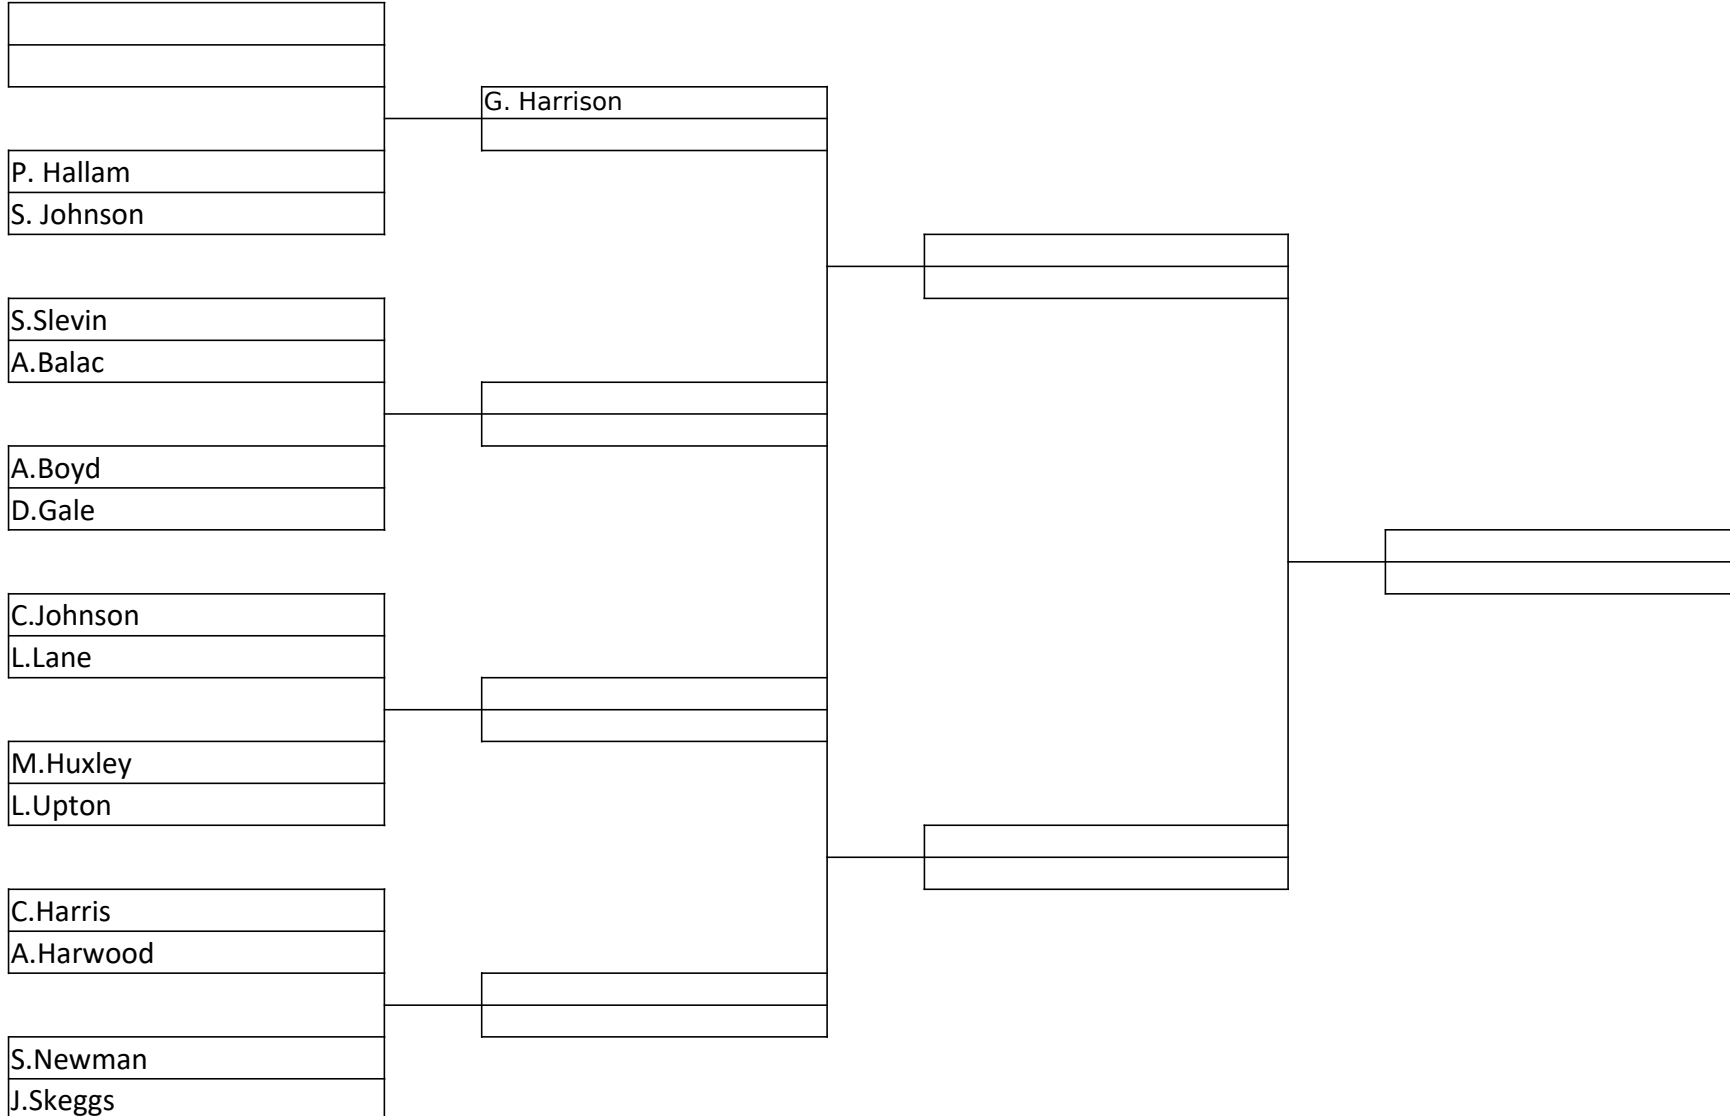 G. Harrison
P. Hallam
S. Johnson
S.Slevin
A.Balac
A.Boyd
D.Gale
C.Johnson
L.Lane
M.Huxley
L.Upton
C.Harris
A.Harwood
S.Newman
J.Skeggs